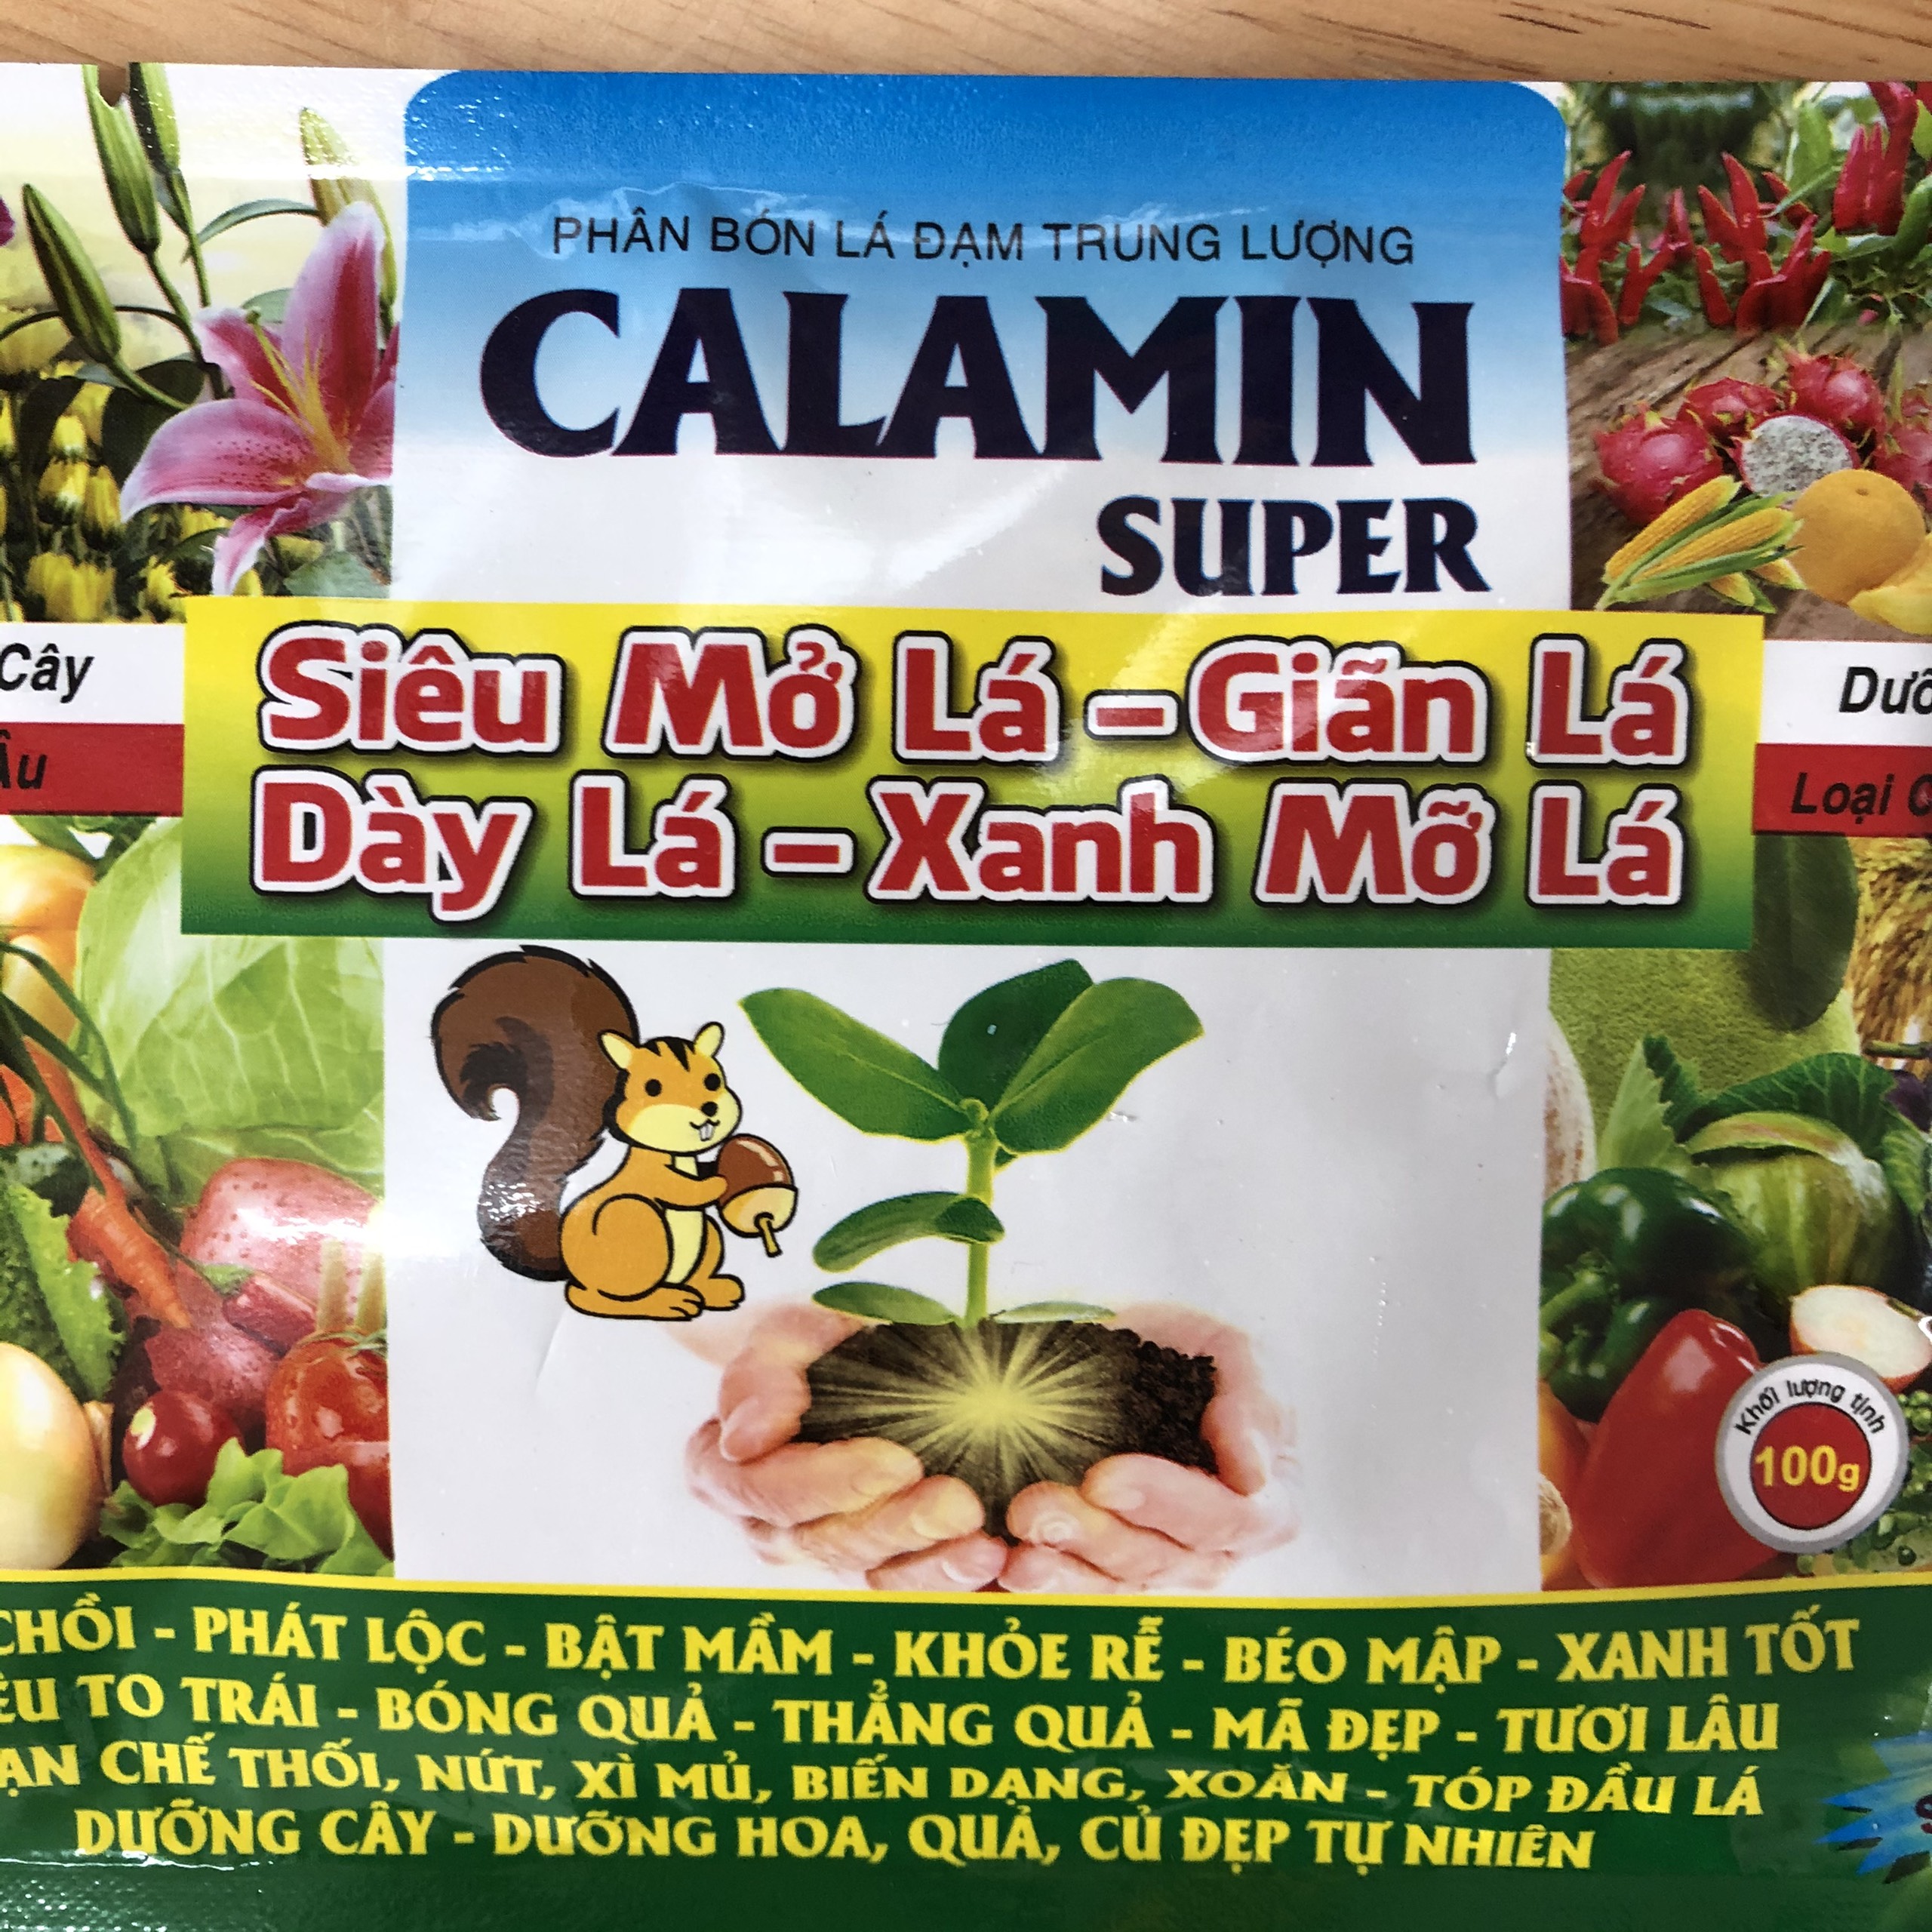 PHÂN BÓN LÁ ĐẠM TRUNG LƯỢNG
CALAMIN
SUPER
Cây
Siêu Mở Lá – Giãn Lá
Dày Lá – Xanh Mỡ Lá
Loại
Khối lượng tịnh
100g
CHỒI - PHÁT LỘC - BẬT MẦM - KHỎE RỄ - BÉO MẬP - XANH TỐT
TO TRÁI - BÓNG QUẢ - THẲNG QUẢ - MÃ ĐẸP - TƯƠI LÂU
CHẾ THỐI, NỨT, XÌ MỦ, BIẾN DẠNG, XOĂN - TÓP ĐẦU LÁ
DƯỠNG CÂY - DƯỠNG HOA, QUẢ, CỦ ĐẸP TỰ NHIÊN